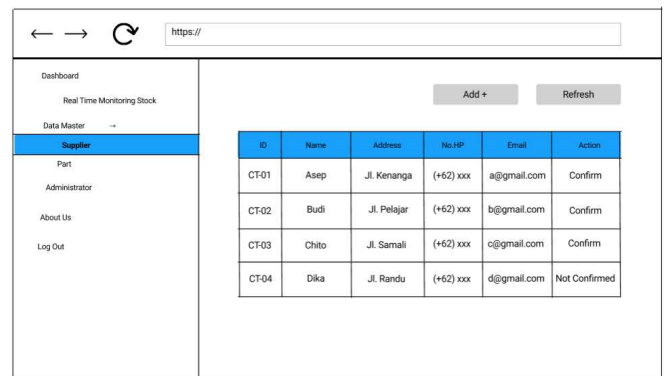 https://
Dashboard
Real Time Monitoring Stock
Data Master →
Supplier
Part
Administrator
About Us
Log Out
Add +
Refresh
ID Name Address No.HP Email Action
CT-01 Asep Jl. Kenanga (+62) xxx a@gmail.com Confirm
CT-02 Budi Jl. Pelajar (+62) xxx b@gmail.com Confirm
CT-03 Chito Jl. Samali (+62) xxx c@gmail.com Confirm
CT-04 Dika Jl. Randu (+62) xxx d@gmail.com Not Confirmed